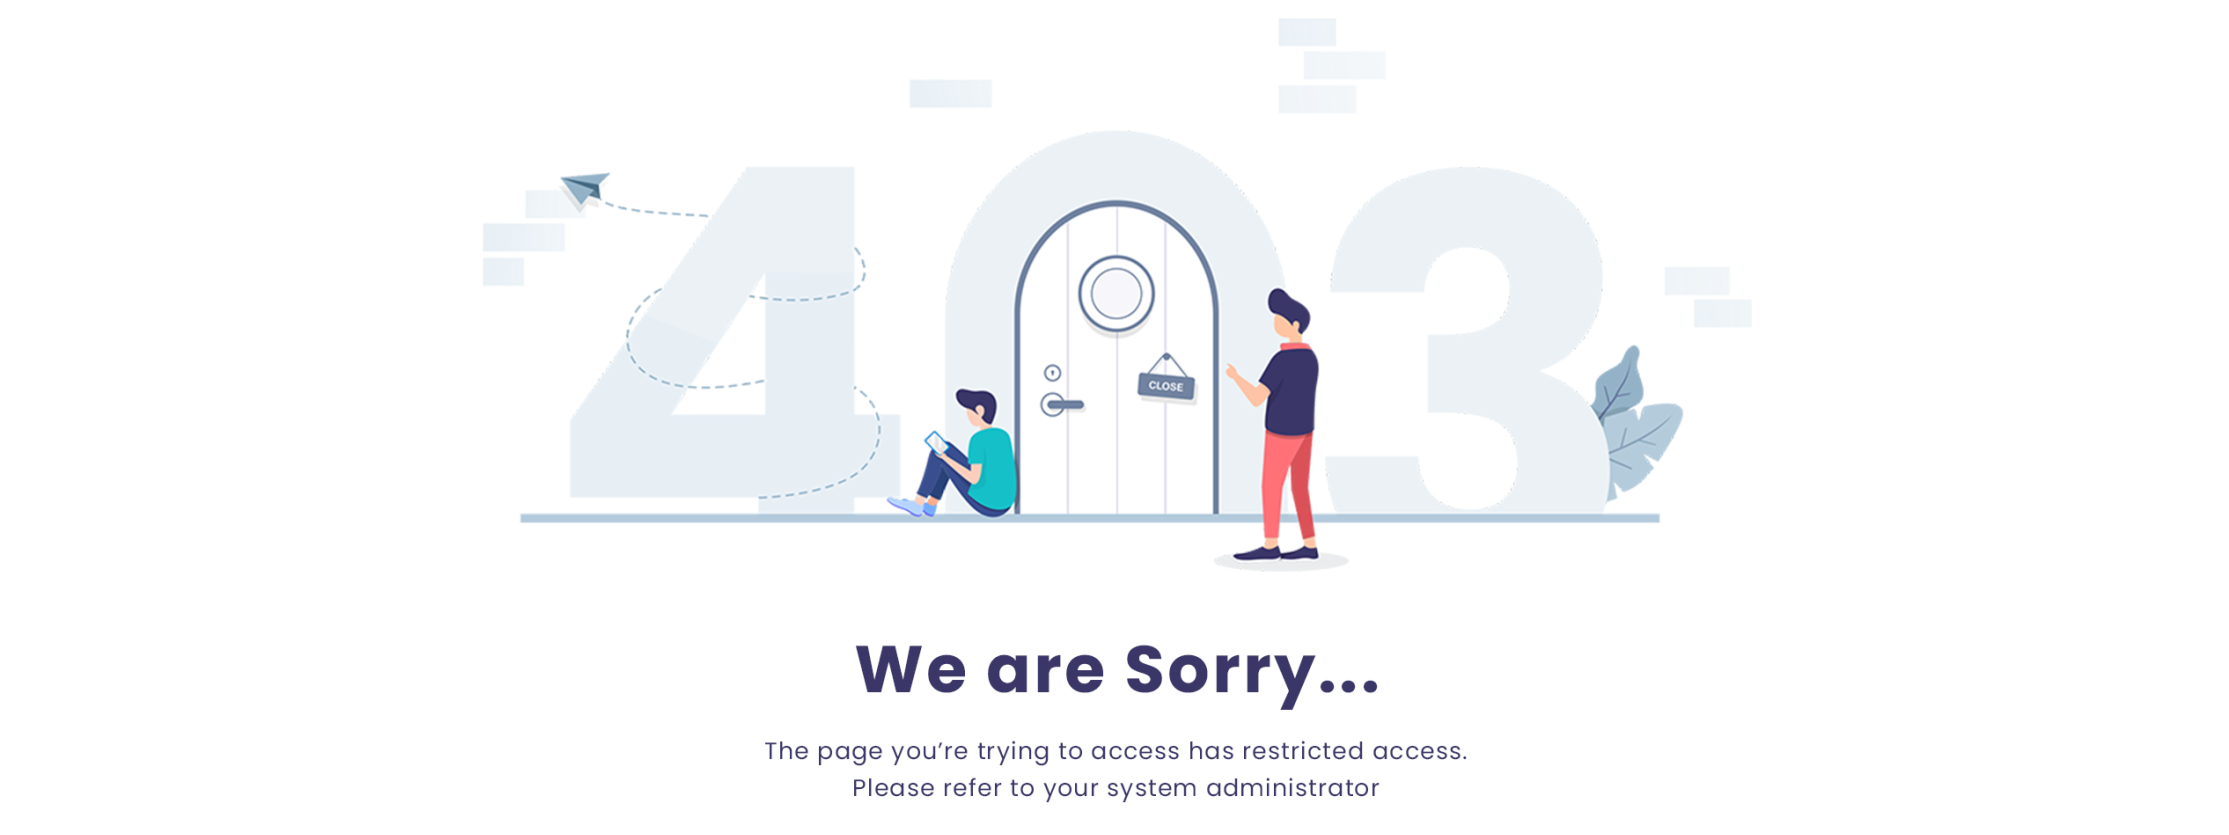 403
CLOSE
We are Sorry...
The page you’re trying to access has restricted access.
Please refer to your system administrator